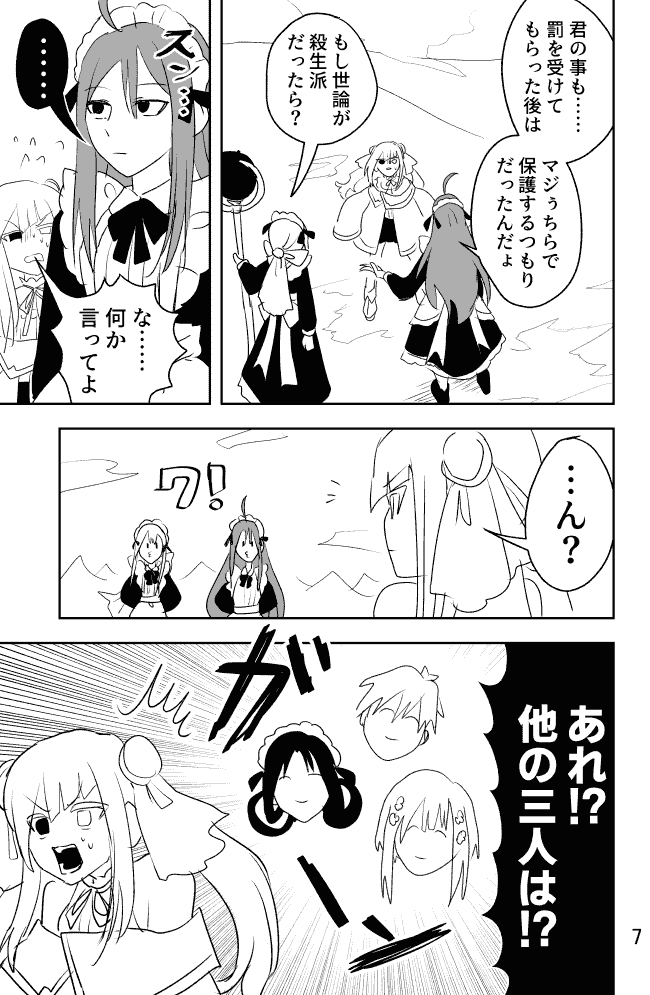 君の事も……
罰を受けて
もらった後は
マジぅちらで
保護するつもり
だったんだょ
もし世論が
殺生派
だったら？
スン…
……
な……
何か
言ってよ
…ん？
ワ！
あれ!?
他の三人は!?
ガーン
7